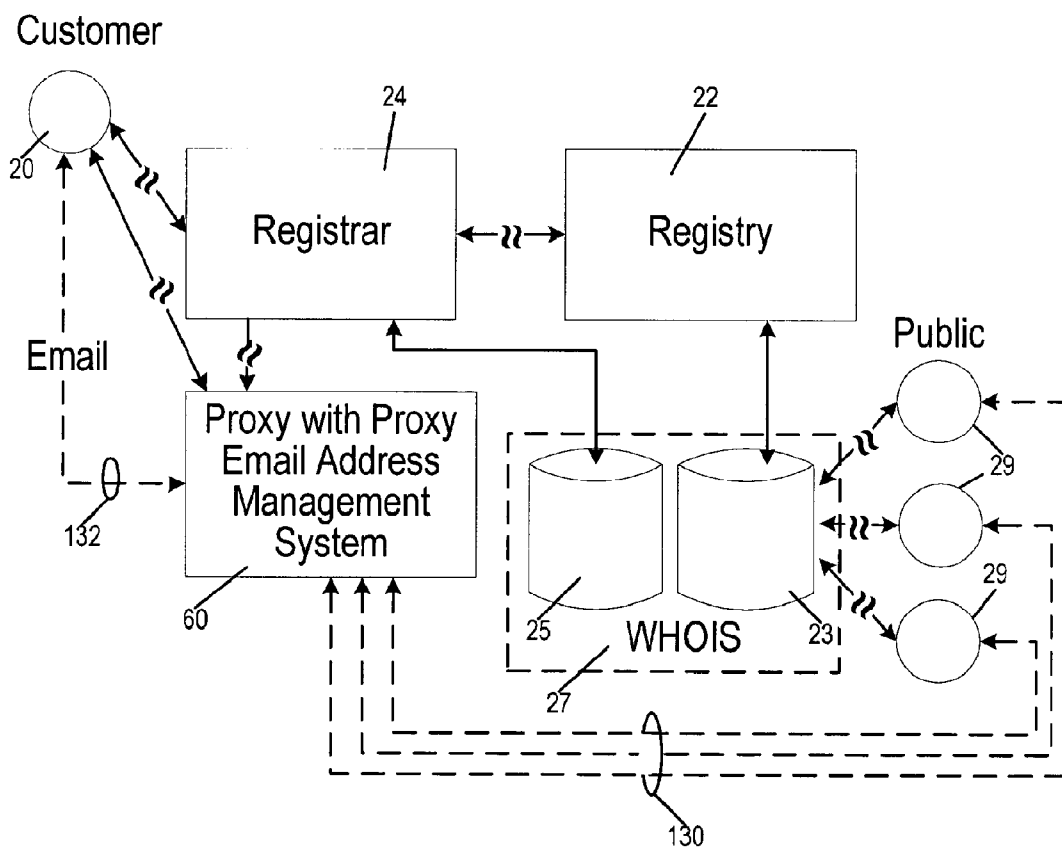 Customer
20
24
22
Registrar
Registry
Email
Public
Proxy with Proxy
Email Address
Management
System
132
60
29
29
25
23
WHOIS
27
130